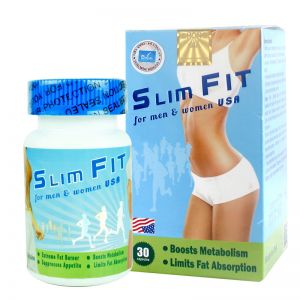 SLIM FIT
for men & women USA
30
Boosts Metabolism
Limits Fat Absorption
SLIM FIT
for men & women USA
Extreme Fat Burner
Suppresses Appetite
Boosts Metabolism
Limits Fat Absorption